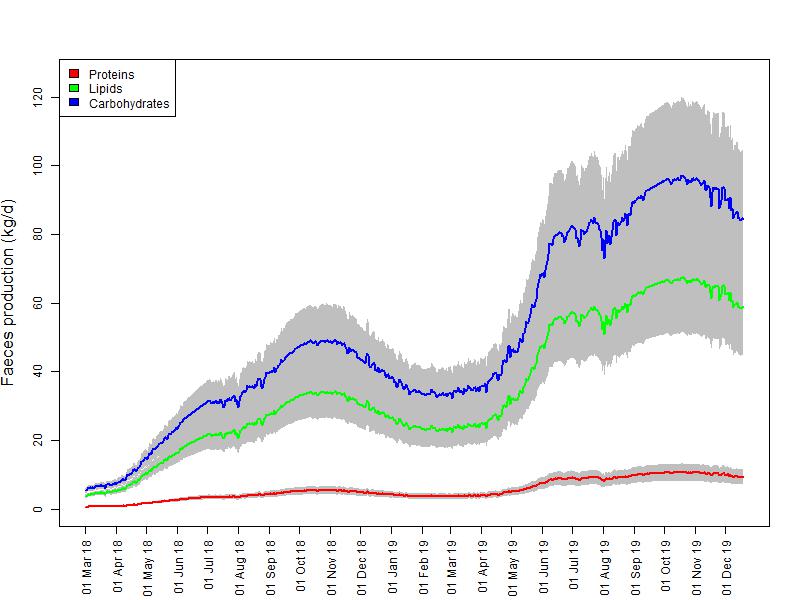 Proteins
Lipids
Carbohydrates
Faeces production (kg/d)
120
100
80
60
40
20
0
01 Mar 18
01 Apr 18
01 May 18
01 Jun 18
01 Jul 18
01 Aug 18
01 Sep 18
01 Oct 18
01 Nov 18
01 Dec 18
01 Jan 19
01 Feb 19
01 Mar 19
01 Apr 19
01 May 19
01 Jun 19
01 Jul 19
01 Aug 19
01 Sep 19
01 Oct 19
01 Nov 19
01 Dec 19